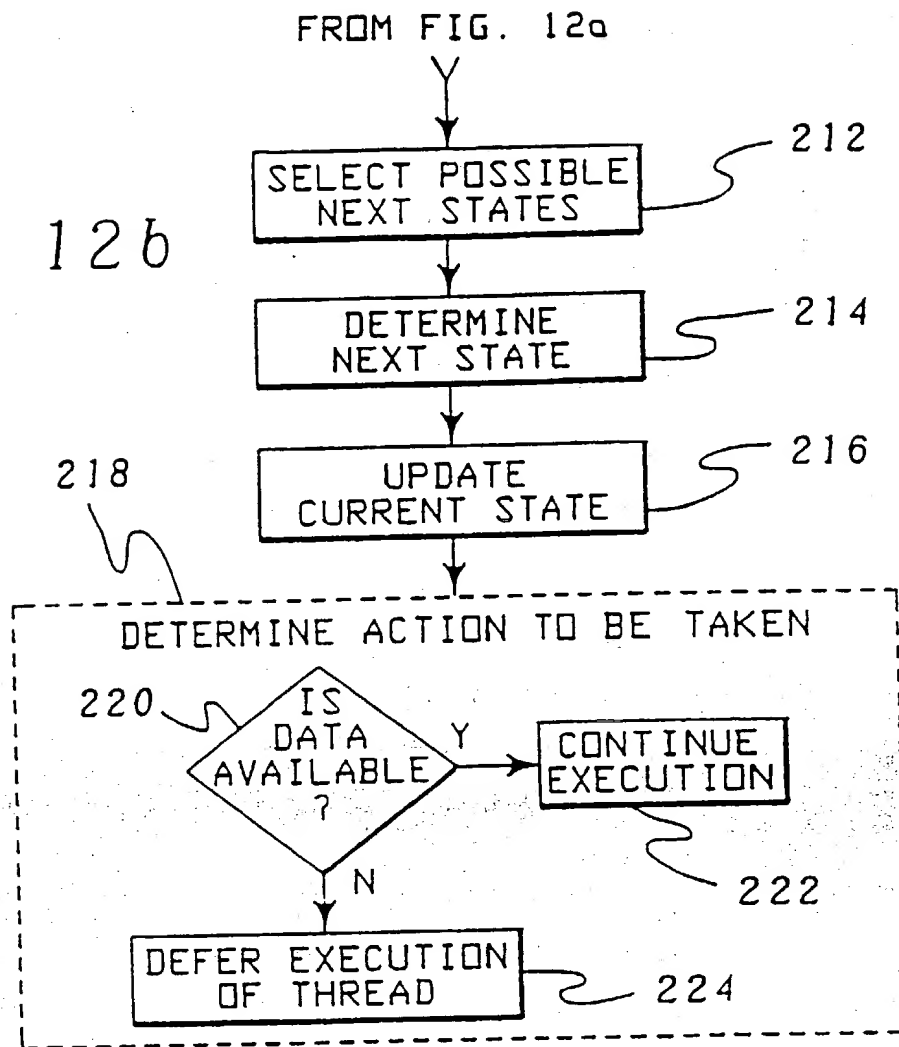 FROM FIG. 12a
212
SELECT POSSIBLE
NEXT STATES
12b
214
DETERMINE
NEXT STATE
216
UPDATE
CURRENT STATE
218
DETERMINE ACTION TO BE TAKEN
220
IS
DATA
AVAILABLE
?
Y
CONTINUE
EXECUTION
N
222
DEFER EXECUTION
OF THREAD
224